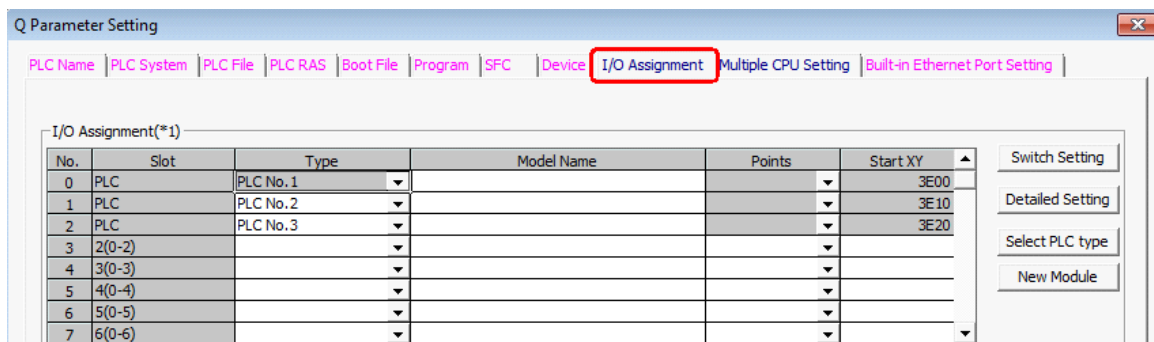 Q Parameter Setting
PLC Name PLC System PLC File PLC RAS Boot File Program SFC Device I/O Assignment Multiple CPU Setting Built-in Ethernet Port Setting
I/O Assignment(*1)
No. Slot Type Model Name Points Start XY
0 PLC PLC No.1 3E00
1 PLC PLC No.2 3E10
2 PLC PLC No.3 3E20
3 2(0-2)
4 3(0-3)
5 4(0-4)
6 5(0-5)
7 6(0-6)
Switch Setting
Detailed Setting
Select PLC type
New Module